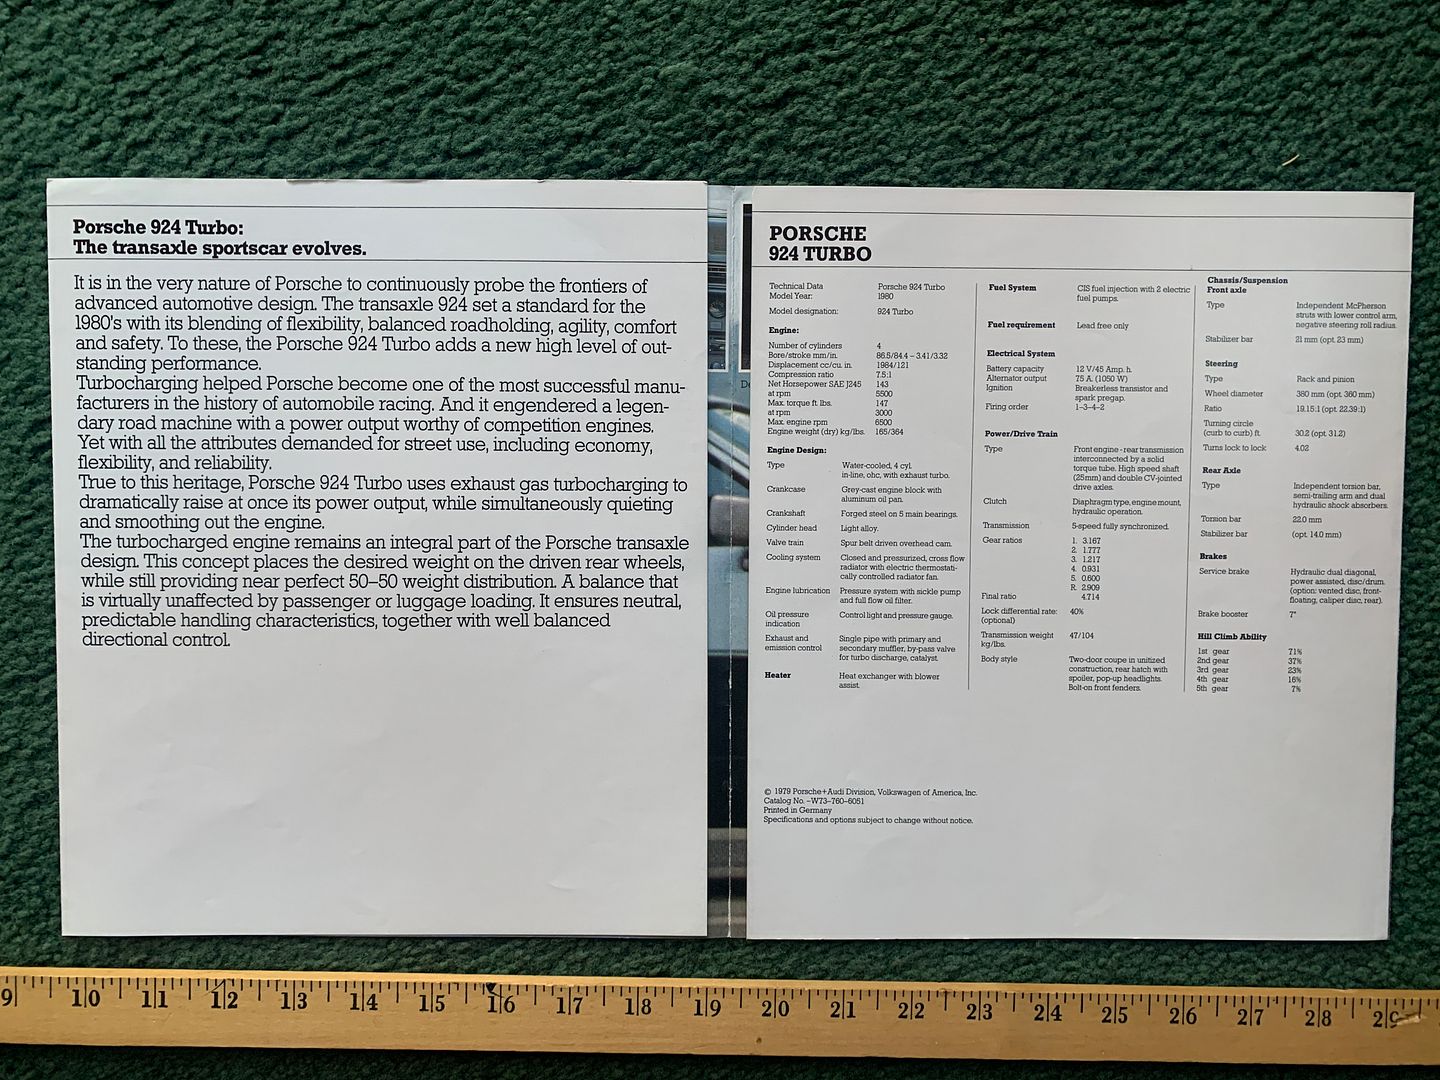 Porsche 924 Turbo:
The transaxle sportscar evolves.
It is in the very nature of Porsche to continuously probe the frontiers of
advanced automotive design. The transaxle 924 set a standard for the
1980's with its blending of flexibility, balanced roadholding, agility, comfort
and safety. To these, the Porsche 924 Turbo adds a new high level of out-
standing performance.
Turbocharging helped Porsche become one of the most successful manu-
facturers in the history of automobile racing. And it engendered a legen-
dary road machine with a power output worthy of competition engines.
Yet with all the attributes demanded for street use, including economy,
flexibility, and reliability.
True to this heritage, Porsche 924 Turbo uses exhaust gas turbocharging to
dramatically raise at once its power output, while simultaneously quieting
and smoothing out the engine.
The turbocharged engine remains an integral part of the Porsche transaxle
design. This concept places the desired weight on the driven rear wheels,
while still providing near perfect 50–50 weight distribution. A balance that
is virtually unaffected by passenger or luggage loading. It ensures neutral,
predictable handling characteristics, together with well balanced
directional control.
PORSCHE
924 TURBO
Technical Data Porsche 924 Turbo
Model Year: 1980
Model designation: 924 Turbo
Engine:
Number of cylinders 4
Bore/stroke mm/in. 86.5/84.4 – 3.41/3.32
Displacement cc/cu. in. 1984/121
Compression ratio 7.5:1
Net Horsepower SAE J245 143
at rpm 5500
Max. torque ft. lbs. 147
at rpm 3000
Max. engine rpm 6500
Engine weight (dry) kg/lbs. 165/364
Engine Design:
Type Water-cooled, 4 cyl.
in-line, ohc, with exhaust turbo.
Crankcase Grey-cast engine block with
aluminum oil pan.
Crankshaft Forged steel on 5 main bearings.
Cylinder head Light alloy.
Valve train Spur belt driven overhead cam.
Cooling system Closed and pressurized, cross flow
radiator with electric thermostati-
cally controlled radiator fan.
Engine lubrication Pressure system with sickle pump
and full flow oil filter.
Oil pressure Control light and pressure gauge.
indication
Exhaust and Single pipe with primary and
emission control secondary muffler, by-pass valve
for turbo discharge, catalyst.
Heater Heat exchanger with blower
assist.
Fuel System CIS fuel injection with 2 electric
fuel pumps.
Fuel requirement Lead free only
Electrical System
Battery capacity 12 V/45 Amp. h.
Alternator output 75 A. (1050 W)
Ignition Breakerless transistor and
spark pregap.
Firing order 1–3–4–2
Power/Drive Train
Type Front engine - rear transmission
interconnected by a solid
torque tube. High speed shaft
(25mm) and double CV-jointed
drive axles.
Clutch Diaphragm type, engine mount,
hydraulic operation.
Transmission 5-speed fully synchronized.
Gear ratios 1. 3.167
2. 1.777
3. 1.217
4. 0.931
5. 0.600
R. 2.909
Final ratio 4.714
Lock differential rate: 40%
(optional)
Transmission weight 47/104
kg/lbs.
Body style Two-door coupe in unitized
construction, rear hatch with
spoiler, pop-up headlights.
Bolt-on front fenders.
Chassis/Suspension
Front axle
Type Independent McPherson
struts with lower control arm,
negative steering roll radius.
Stabilizer bar 21 mm (opt. 23 mm)
Steering
Type Rack and pinion
Wheel diameter 380 mm (opt. 360 mm)
Ratio 19.15:1 (opt. 22.39:1)
Turning circle
(curb to curb) ft. 30.2 (opt. 31.2)
Turns lock to lock 4.02
Rear Axle
Type Independent torsion bar,
semi-trailing arm and dual
hydraulic shock absorbers.
Torsion bar 22.0 mm
Stabilizer bar (opt. 14.0 mm)
Brakes
Service brake Hydraulic dual diagonal,
power assisted, disc/drum.
(option: vented disc, front-
floating, caliper disc, rear).
Brake booster 7"
Hill Climb Ability
1st gear 71%
2nd gear 37%
3rd gear 23%
4th gear 16%
5th gear 7%
© 1979 Porsche+Audi Division, Volkswagen of America, Inc.
Catalog No. –W73–760–6051
Printed in Germany
Specifications and options subject to change without notice.
9 10 11 12 13 14 15 16 17 18 19 20 21 22 23 24 25 26 27 28 29